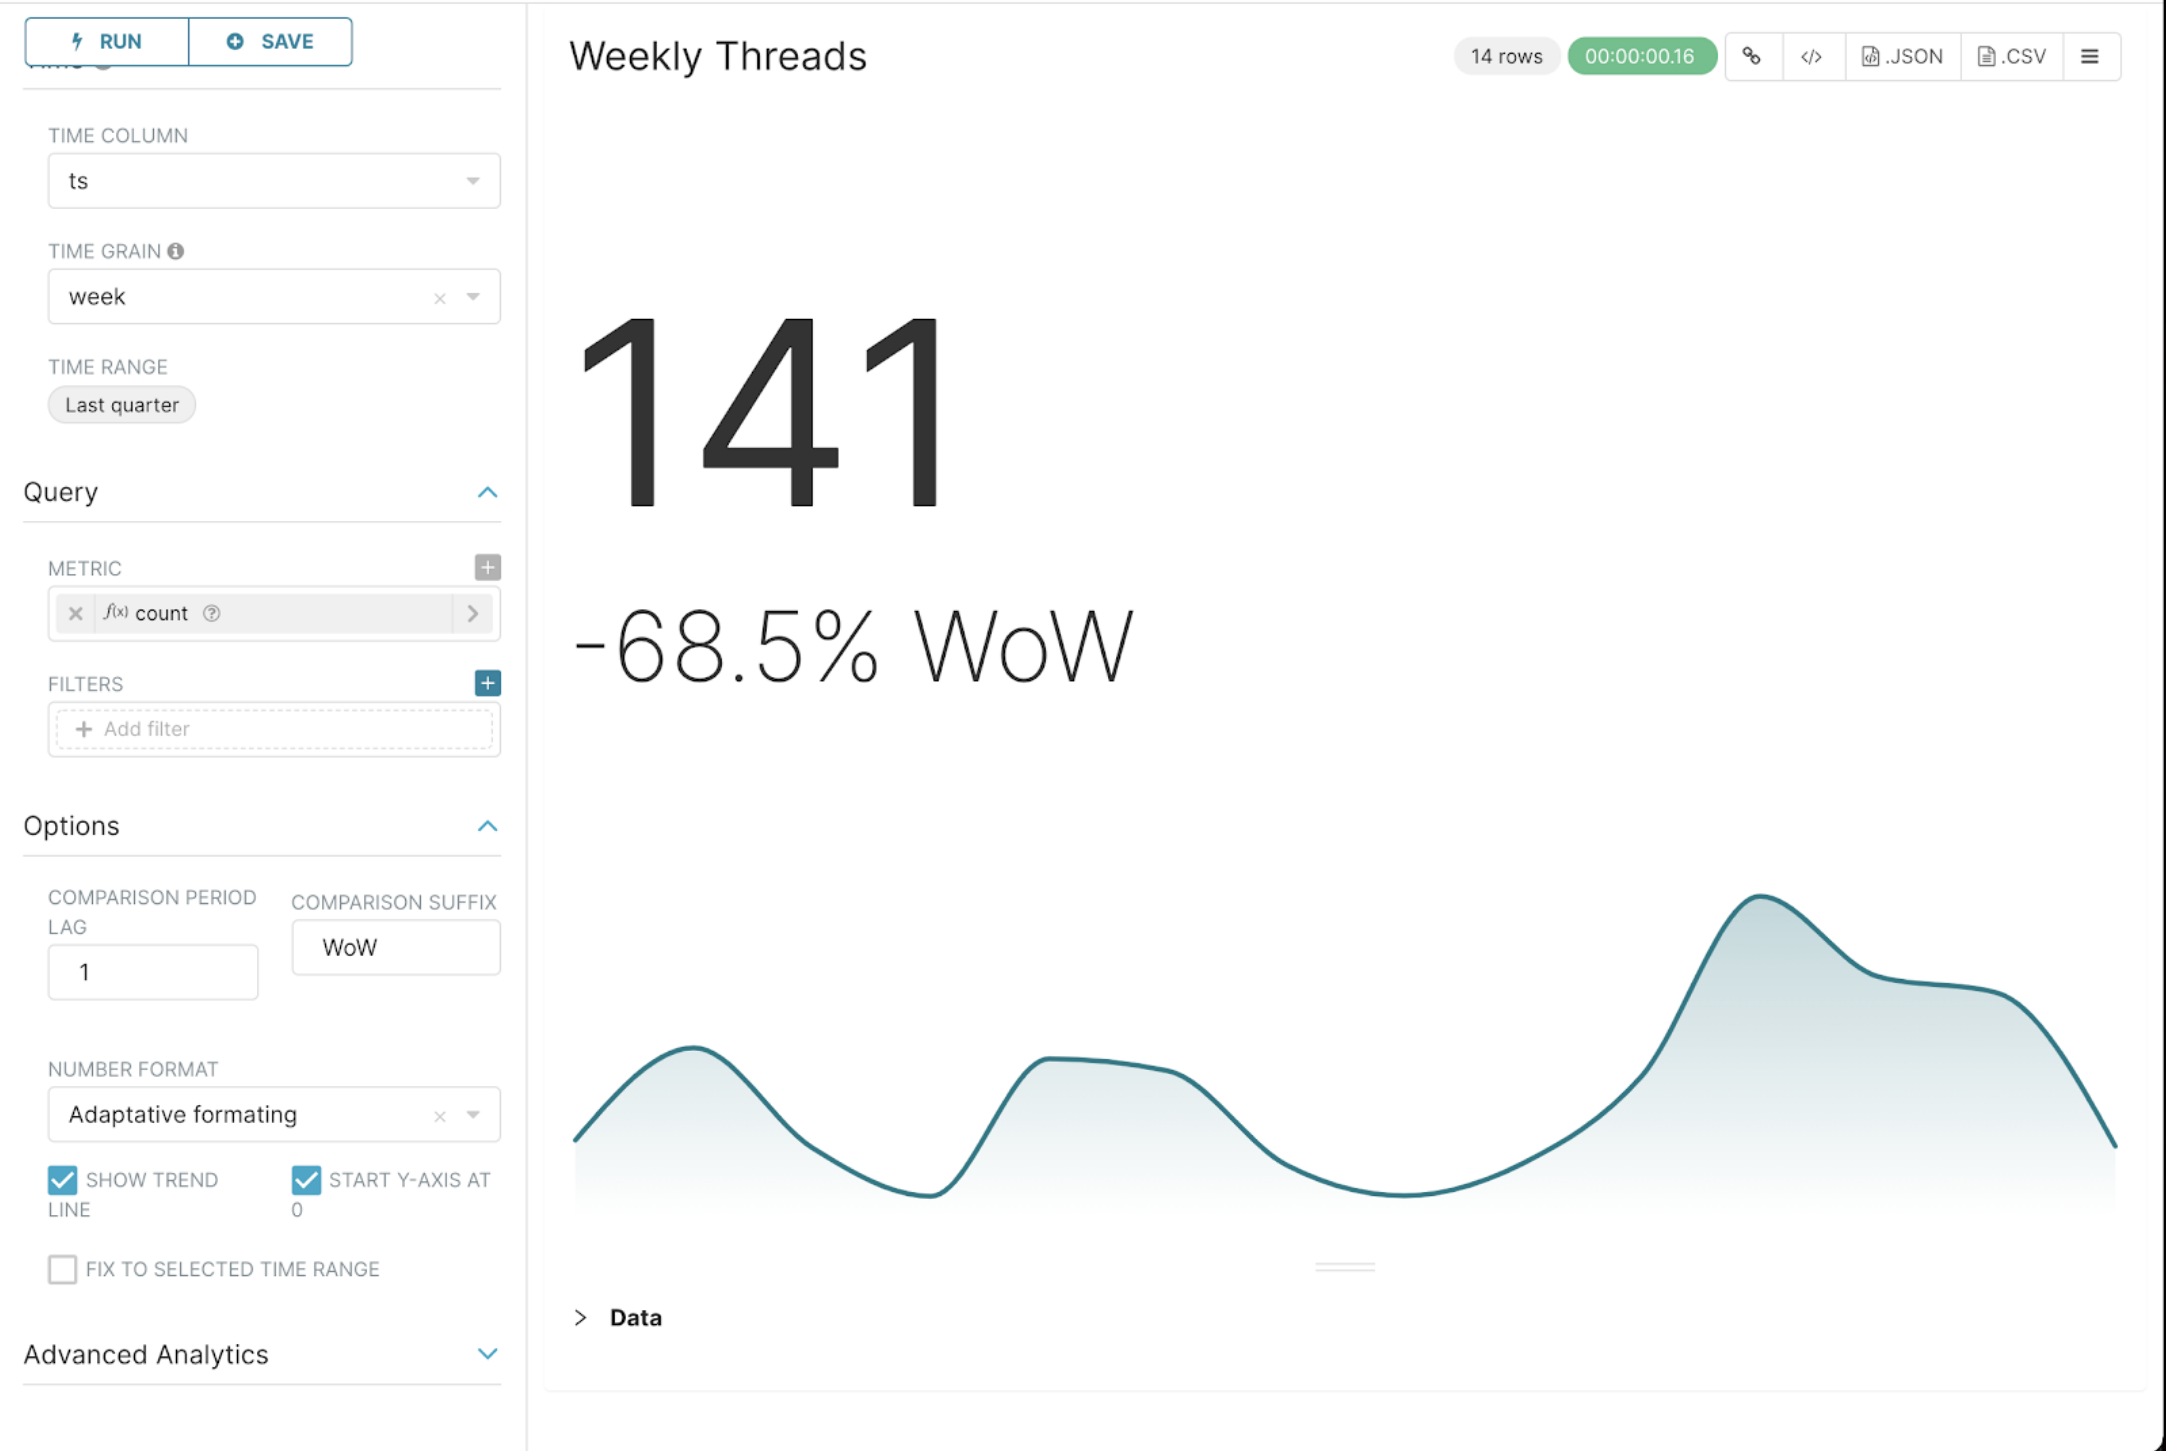 RUN
SAVE
TIME COLUMN
ts
TIME GRAIN
week
TIME RANGE
Last quarter
Query
METRIC
f(x) count
FILTERS
Add filter
Options
COMPARISON PERIOD
LAG
1
COMPARISON SUFFIX
WoW
NUMBER FORMAT
Adaptative formating
SHOW TREND
LINE
START Y-AXIS AT
0
FIX TO SELECTED TIME RANGE
Advanced Analytics
Weekly Threads
14 rows
00:00:00.16
.JSON
.CSV
141
-68.5% WoW
Data